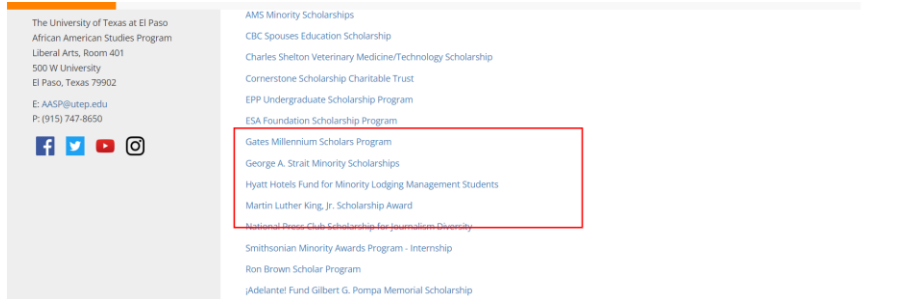 The University of Texas at El Paso
African American Studies Program
Liberal Arts, Room 401
500 W University
El Paso, Texas 79902
E: AASP@utep.edu
P: (915) 747-8650
AMS Minority Scholarships
CBC Spouses Education Scholarship
Charles Shelton Veterinary Medicine/Technology Scholarship
Cornerstone Scholarship Charitable Trust
EPP Undergraduate Scholarship Program
ESA Foundation Scholarship Program
Gates Millennium Scholars Program
George A. Strait Minority Scholarships
Hyatt Hotels Fund for Minority Lodging Management Students
Martin Luther King, Jr. Scholarship Award
National Press Club Scholarship for Journalism Diversity
Smithsonian Minority Awards Program - Internship
Ron Brown Scholar Program
¡Adelante! Fund Gilbert G. Pompa Memorial Scholarship